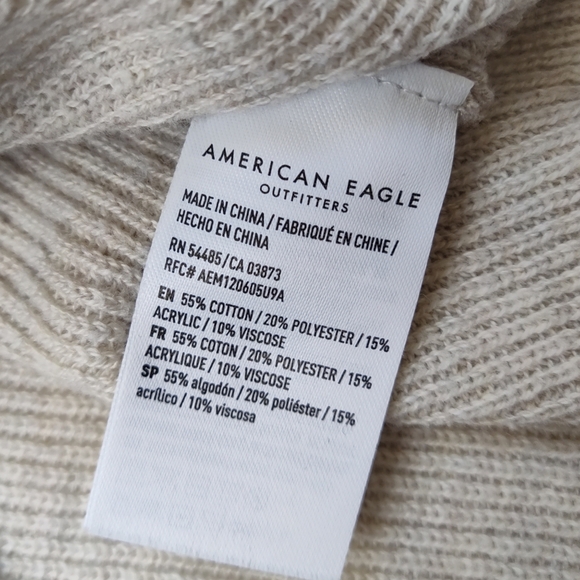 AMERICAN EAGLE
OUTFITTERS
MADE IN CHINA / FABRIQUÉ EN CHINE /
HECHO EN CHINA
RN 54485/CA 03873
RFC# AEM120605U9A
EN 55% COTTON / 20% POLYESTER / 15%
ACRYLIC / 10% VISCOSE
FR 55% COTON / 20% POLYESTER / 15%
ACRYLIQUE / 10% VISCOSE
SP 55% algodón / 20% poliéster / 15%
acrílico / 10% viscosa